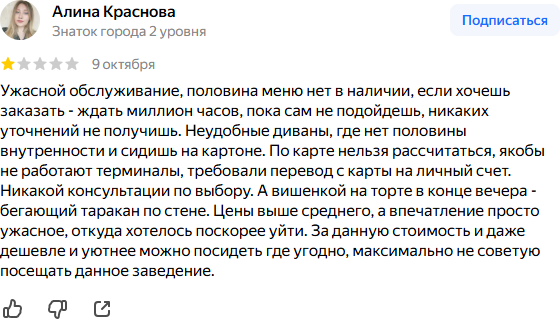 Алина Краснова
Подписаться
Знаток города 2 уровня
9 октября
Ужасной обслуживание, половина меню нет в наличии, если хочешь
заказать - ждать миллион часов, пока сам не подойдешь, никаких
уточнений не получишь. Неудобные диваны, где нет половины
внутренности и сидишь на картоне. По карте нельзя рассчитаться, якобы
не работают терминалы, требовали перевод с карты на личный счет.
Никакой консультации по выбору. А вишенкой на торте в конце вечера -
бегающий таракан по стене. Цены выше среднего, а впечатление просто
ужасное, откуда хотелось поскорее уйти. За данную стоимость и даже
дешевле и уютнее можно посидеть где угодно, максимально не советую
посещать данное заведение.